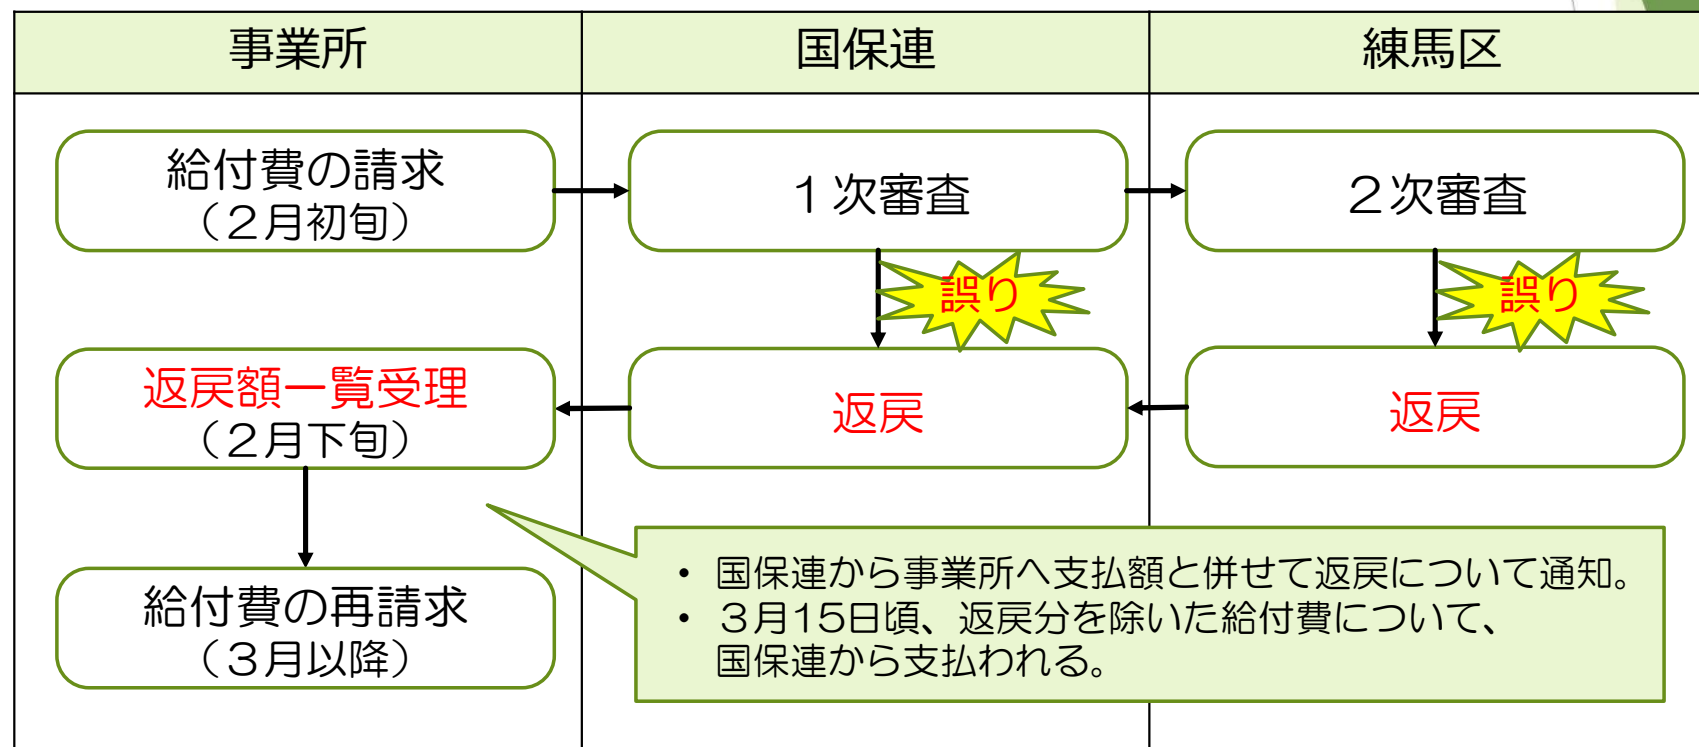 事業所
国保連
練馬区
給付費の請求
（２月初旬）
１次審査
２次審査
誤り
誤り
返戻額一覧受理
（２月下旬）
返戻
返戻
給付費の再請求
（３月以降）
• 国保連から事業所へ支払額と併せて返戻について通知。
• ３月15日頃、返戻分を除いた給付費について、
国保連から支払われる。